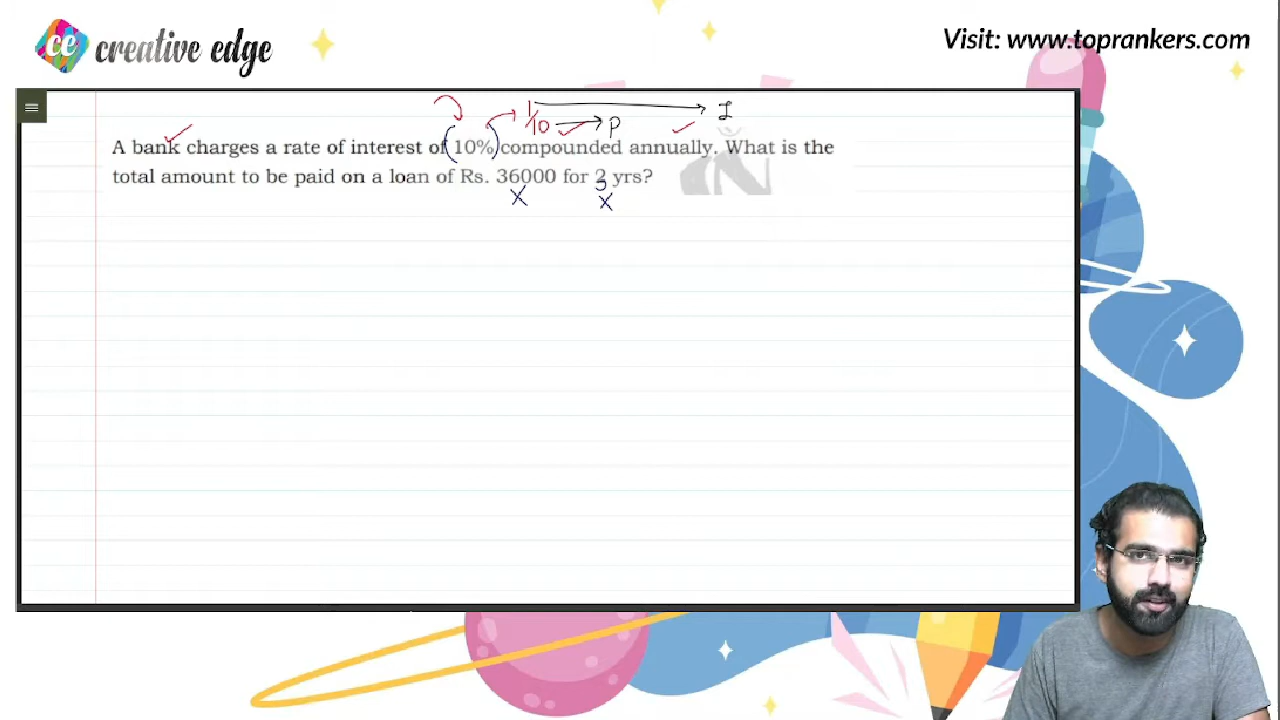 ce creative edge
Visit: www.toprankers.com
1/10 → P
→ I
A bank charges a rate of interest of (10%) compounded annually. What is the
total amount to be paid on a loan of Rs. 36000 for 3 yrs?
x x